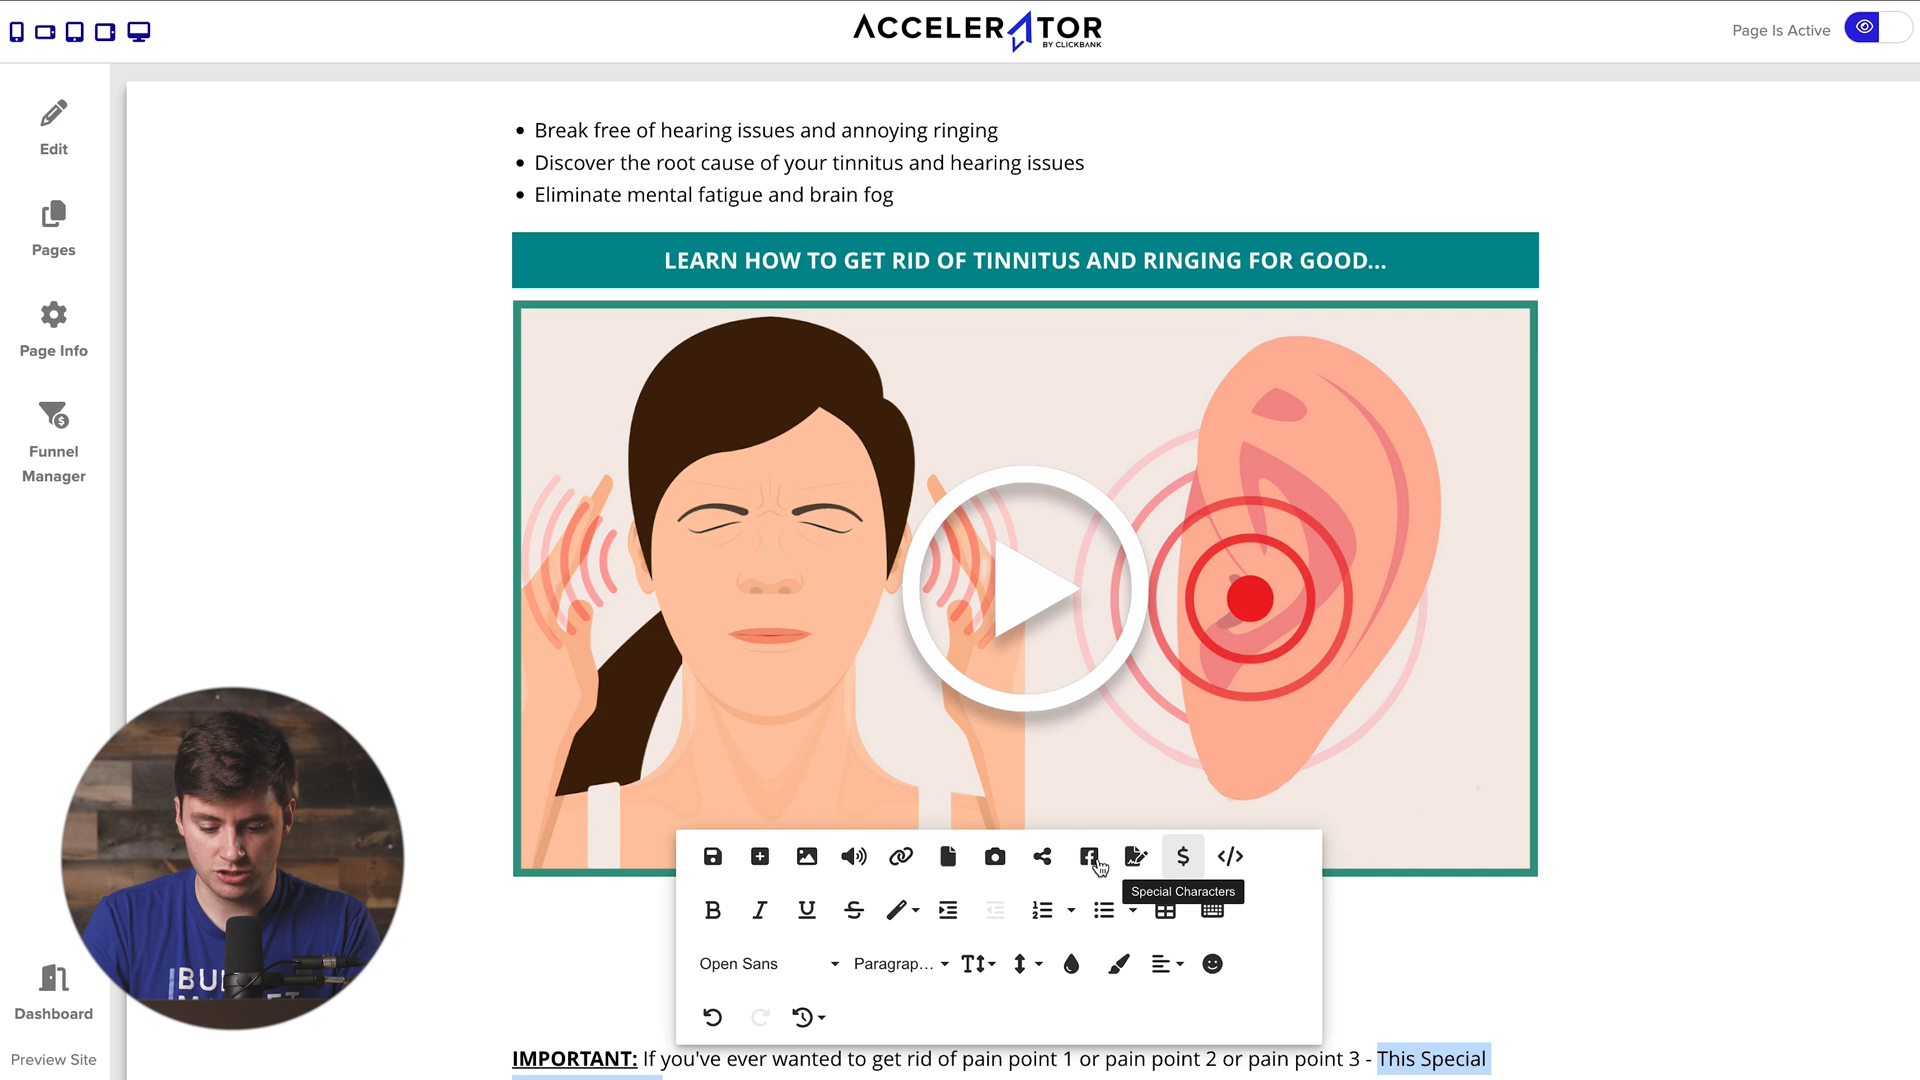 ACCELERATOR
BY CLICKBANK
Page Is Active
Edit
Pages
Page Info
Funnel
Manager
Dashboard
Preview Site
Break free of hearing issues and annoying ringing
Discover the root cause of your tinnitus and hearing issues
Eliminate mental fatigue and brain fog
LEARN HOW TO GET RID OF TINNITUS AND RINGING FOR GOOD...
Special Characters
Open Sans
Paragrap...
IMPORTANT: If you've ever wanted to get rid of pain point 1 or pain point 2 or pain point 3 - This Special